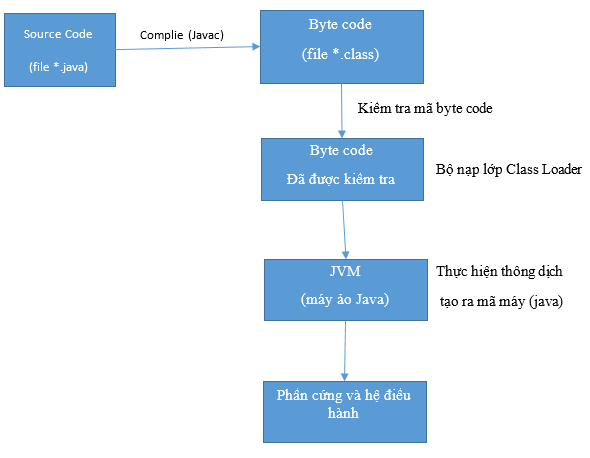 Source Code
(file *.java)
Complie (Javac)
Byte code
(file *.class)
Kiểm tra mã byte code
Byte code
Đã được kiểm tra
Bộ nạp lớp Class Loader
JVM
(máy ảo Java)
Thực hiện thông dịch
tạo ra mã máy (java)
Phần cứng và hệ điều
hành